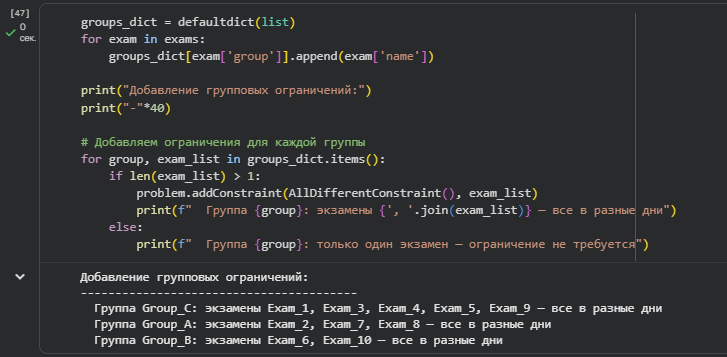 [47]
0
сек.
groups_dict = defaultdict(list)
for exam in exams:
    groups_dict[exam['group']].append(exam['name'])

print("Добавление групповых ограничений:")
print("-"*40)

# Добавляем ограничения для каждой группы
for group, exam_list in groups_dict.items():
    if len(exam_list) > 1:
        problem.addConstraint(AllDifferentConstraint(), exam_list)
        print(f"  Группа {group}: экзамены {', '.join(exam_list)} — все в разные дни")
    else:
        print(f"  Группа {group}: только один экзамен — ограничение не требуется")

Добавление групповых ограничений:
----------------------------------------
  Группа Group_C: экзамены Exam_1, Exam_3, Exam_4, Exam_5, Exam_9 — все в разные дни
  Группа Group_A: экзамены Exam_2, Exam_7, Exam_8 — все в разные дни
  Группа Group_B: экзамены Exam_6, Exam_10 — все в разные дни